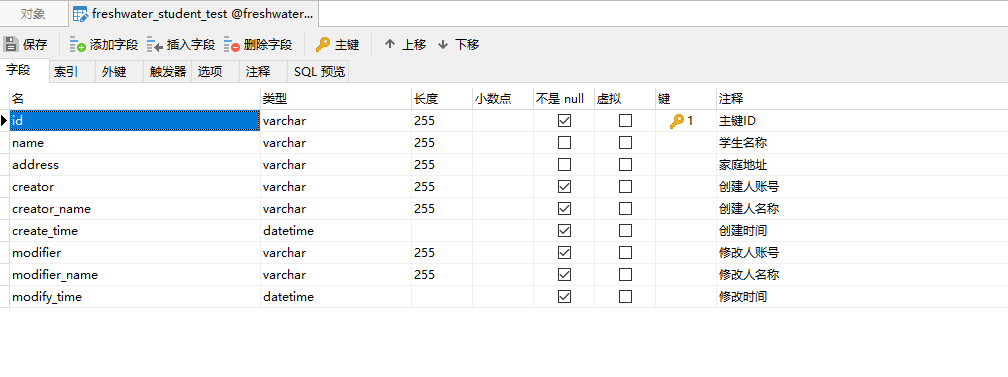 对象 freshwater_student_test @freshwater...
保存 添加字段 插入字段 删除字段 主键 上移 下移
字段 索引 外键 触发器 选项 注释 SQL 预览
名 类型 长度 小数点 不是 null 虚拟 键 注释
id varchar 255 1 主键ID
name varchar 255 学生名称
address varchar 255 家庭地址
creator varchar 255 创建人账号
creator_name varchar 255 创建人名称
create_time datetime 创建时间
modifier varchar 255 修改人账号
modifier_name varchar 255 修改人名称
modify_time datetime 修改时间